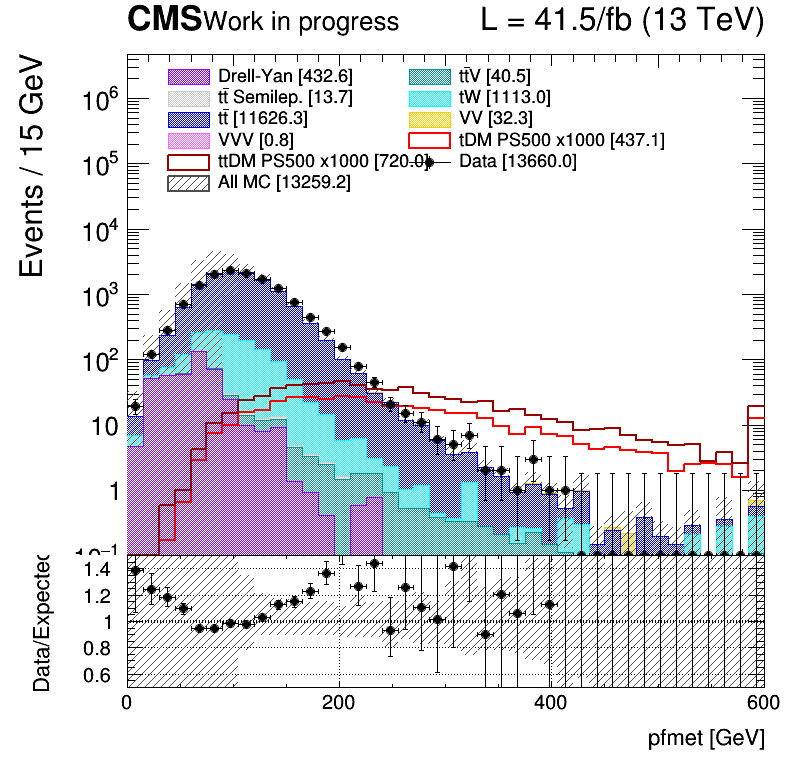 CMS Work in progress L = 41.5/fb (13 TeV)
Events / 15 GeV
Drell-Yan [432.6]
tt̄V [40.5]
tt̄ Semilep. [13.7]
tW [1113.0]
tt̄ [11626.3]
VV [32.3]
VVV [0.8]
tDM PS500 x1000 [437.1]
ttDM PS500 x1000 [720.0]
Data [13660.0]
All MC [13259.2]
10⁶
10⁵
10⁴
10³
10²
10
1
10⁻¹
Data/Expected
1.4
1.2
1
0.8
0.6
0 200 400 600
pfmet [GeV]